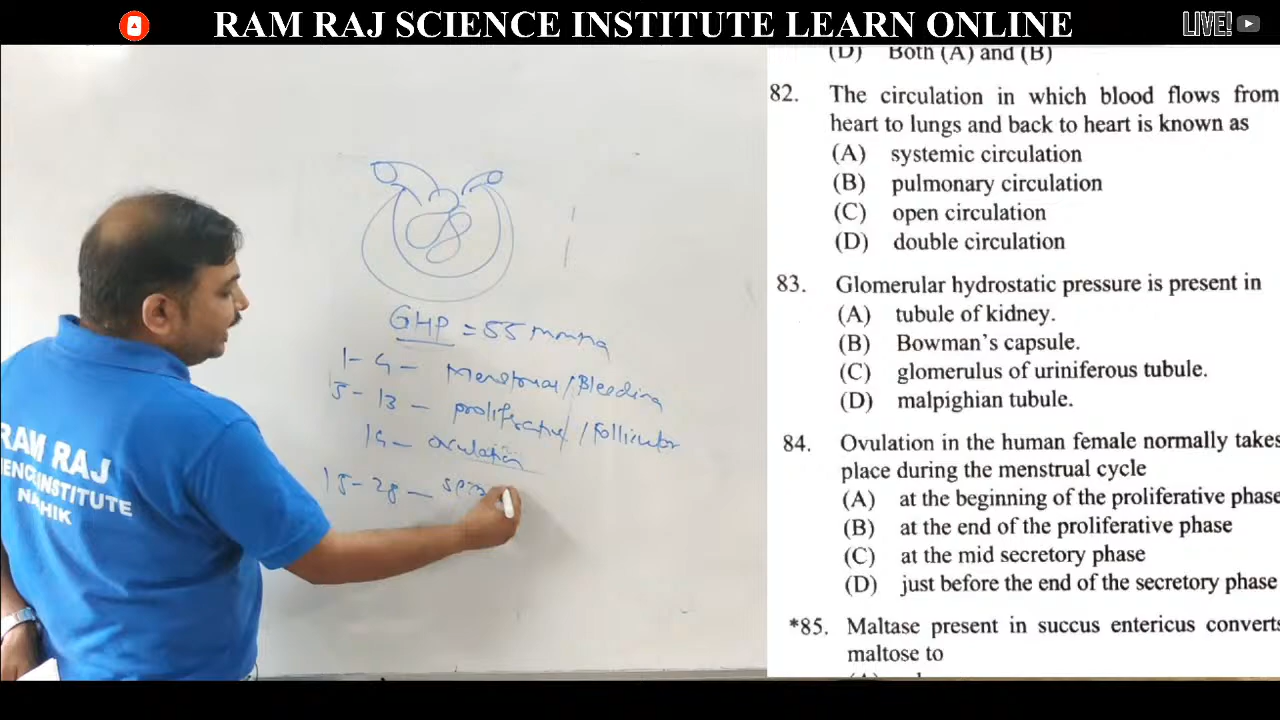 RAM RAJ SCIENCE INSTITUTE LEARN ONLINE
LIVE!
(D) Both (A) and (B)
82. The circulation in which blood flows from
heart to lungs and back to heart is known as
(A) systemic circulation
(B) pulmonary circulation
(C) open circulation
(D) double circulation
83. Glomerular hydrostatic pressure is present in
(A) tubule of kidney.
(B) Bowman's capsule.
(C) glomerulus of uriniferous tubule.
(D) malpighian tubule.
84. Ovulation in the human female normally takes
place during the menstrual cycle
(A) at the beginning of the proliferative phase
(B) at the end of the proliferative phase
(C) at the mid secretory phase
(D) just before the end of the secretory phase
*85. Maltase present in succus entericus converts
maltose to
GHP = 55 mmHg
1-4 - Menstrual / Bleeding
5-13 - proliferative / Follicular
14 - ovulation
15-28 -
RAM RAJ
ENCE INSTITUTE
HIK